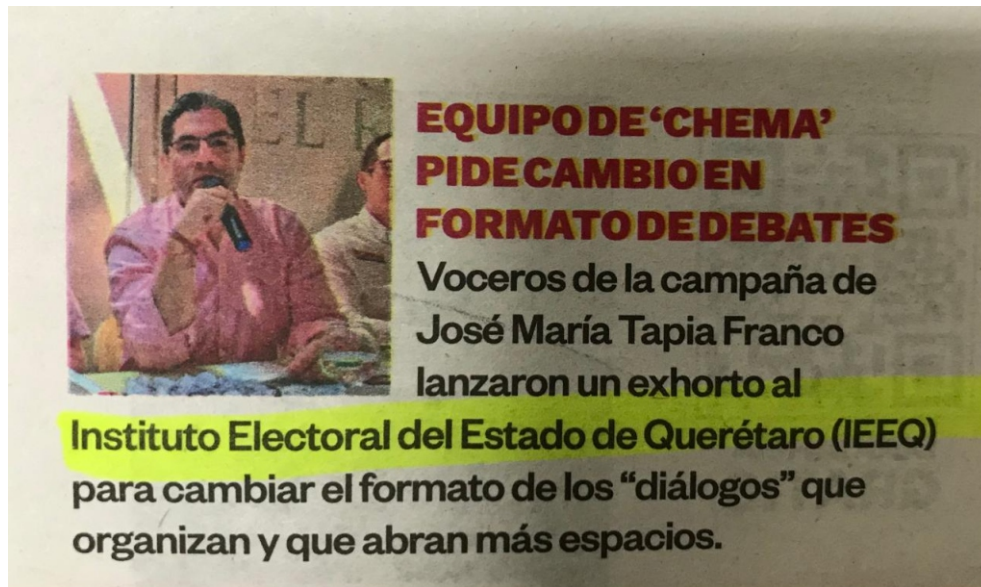 EQUIPO DE ‘CHEMA’
PIDE CAMBIO EN
FORMATO DE DEBATES
Voceros de la campaña de
José María Tapia Franco
lanzaron un exhorto al
Instituto Electoral del Estado de Querétaro (IEEQ)
para cambiar el formato de los “diálogos” que
organizan y que abran más espacios.